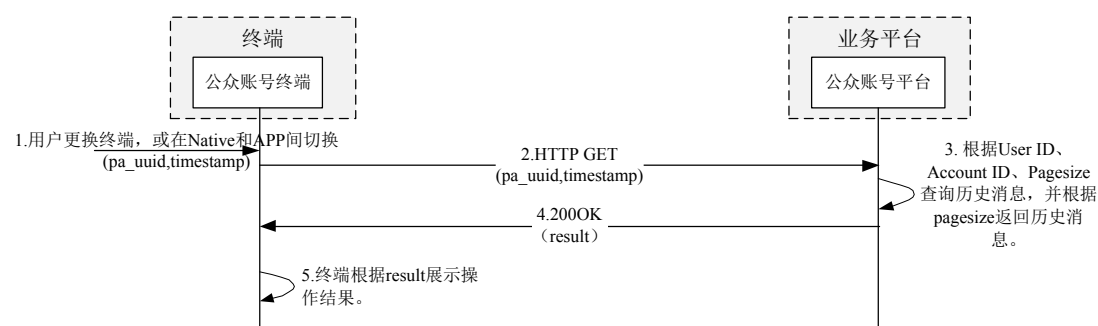 终端
业务平台
公众账号终端
公众账号平台
1.用户更换终端，或在Native和APP间切换
(pa_uuid,timestamp)
2.HTTP GET
(pa_uuid,timestamp)
3. 根据User ID、
Account ID、Pagesize
查询历史消息，并根据
pagesize返回历史消
息。
4.200OK
（result）
5.终端根据result展示操
作结果。